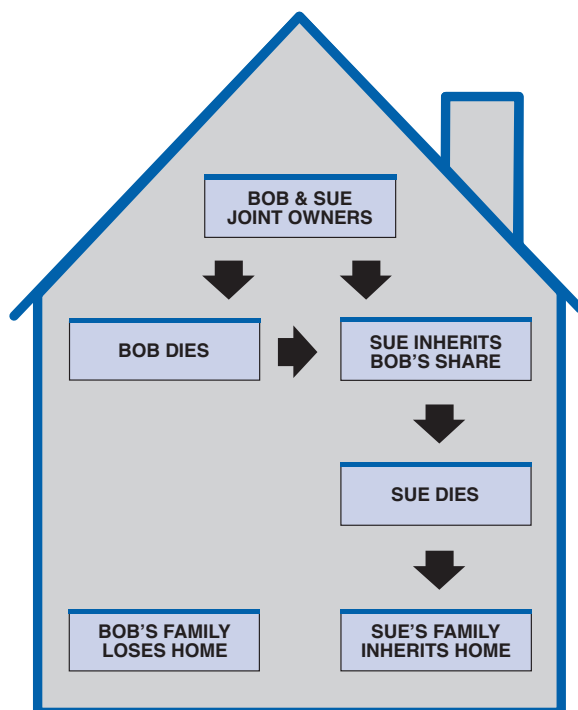 BOB & SUE
JOINT OWNERS
BOB DIES
SUE INHERITS
BOB’S SHARE
SUE DIES
BOB’S FAMILY
LOSES HOME
SUE’S FAMILY
INHERITS HOME